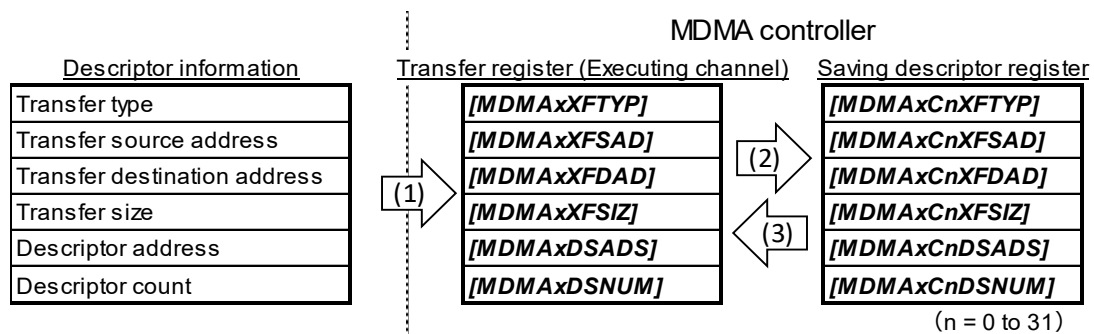 MDMA controller
Descriptor information
Transfer type
Transfer source address
Transfer destination address
Transfer size
Descriptor address
Descriptor count
(1)
Transfer register (Executing channel)
[MDMAxXFTYP]
[MDMAxXFSAD]
[MDMAxXFDAD]
[MDMAxXFSIZ]
[MDMAxDSADS]
[MDMAxDSNUM]
(2)
(3)
Saving descriptor register
[MDMAxCnXFTYP]
[MDMAxCnXFSAD]
[MDMAxCnXFDAD]
[MDMAxCnXFSIZ]
[MDMAxCnDSADS]
[MDMAxCnDSNUM]
（n = 0 to 31）